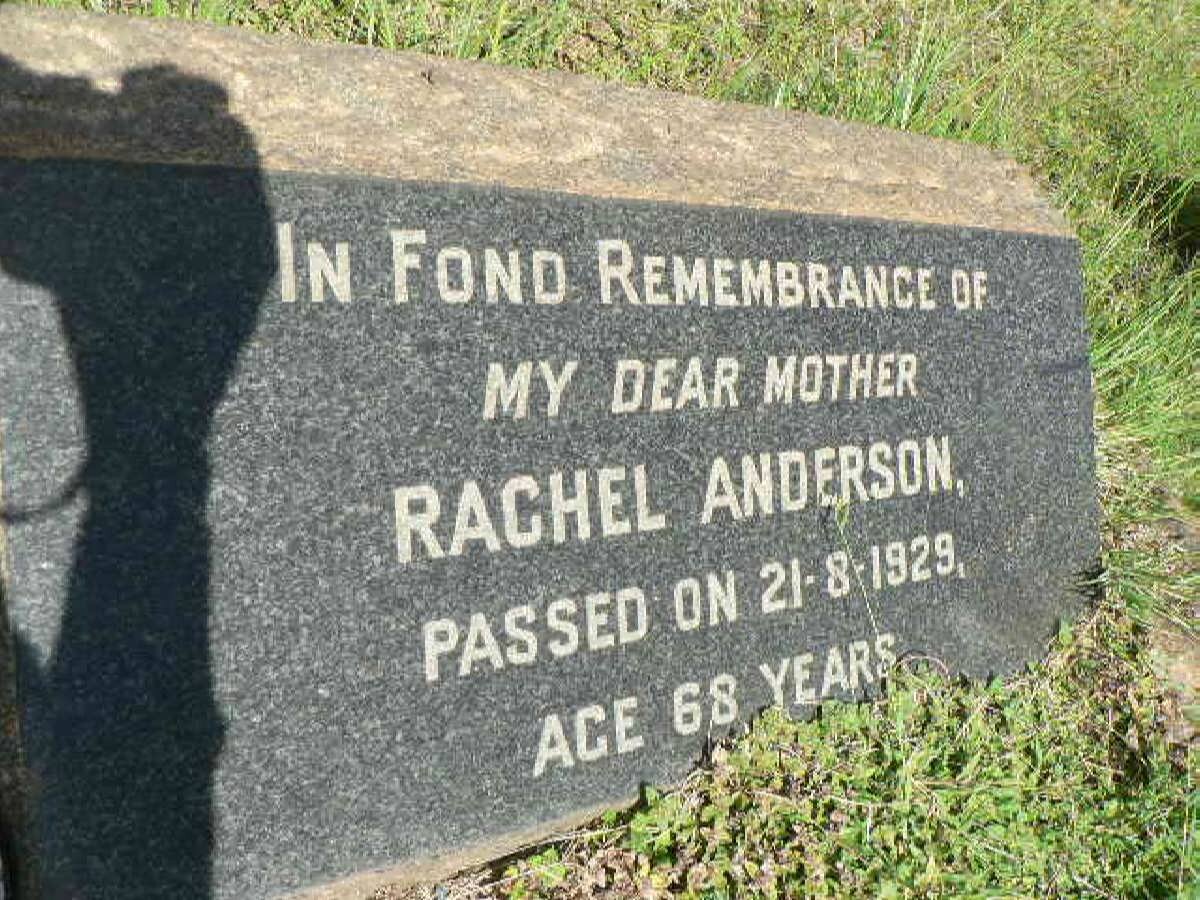 In Fond Remembrance of
MY DEAR MOTHER
RACHEL ANDERSON,
PASSED ON 21-8-1929,
AGE 68 YEARS